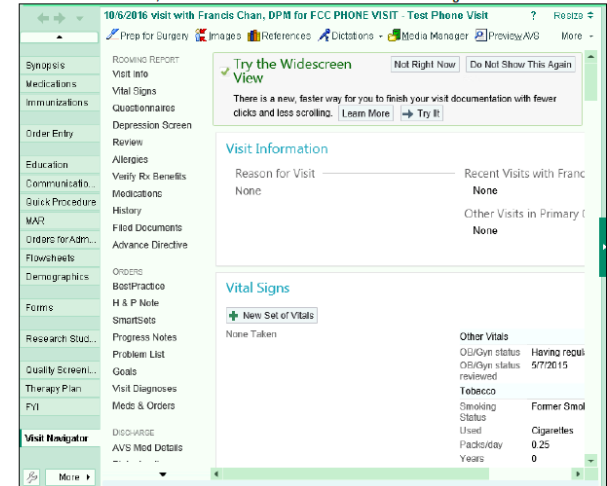 10/6/2016 visit with Francis Chan, DPM for FCC PHONE VISIT - Test Phone Visit ? Resize
Prep for Surgery Images References Dictations Media Manager Preview AVS More
Synopsis
Medications
Immunizations
Order Entry
Education
Communicatio...
Quick Procedure
MAR
Orders for Adm...
Flowsheets
Demographics
Forms
Research Stud...
Quality Screeni...
Therapy Plan
FYI
Visit Navigator
More
ROOMING REPORT
Visit Info
Vital Signs
Questionnaires
Depression Screen
Review
Allergies
Verify Rx Benefits
Medications
History
Filed Documents
Advance Directive
ORDERS
BestPractice
H & P Note
SmartSets
Progress Notes
Problem List
Goals
Visit Diagnoses
Meds & Orders
DISCHARGE
AVS Med Details
Try the Widescreen
View
Not Right Now Do Not Show This Again
There is a new, faster way for you to finish your visit documentation with fewer
clicks and less scrolling. Learn More Try It
Visit Information
Reason for Visit
None
Recent Visits with Franc
None
Other Visits in Primary
None
Vital Signs
New Set of Vitals
None Taken
Other Vitals
OB/Gyn status Having regula
OB/Gyn status 5/7/2015
reviewed
Tobacco
Smoking Former Smol
Status
Used Cigarettes
Packs/day 0.25
Years 0